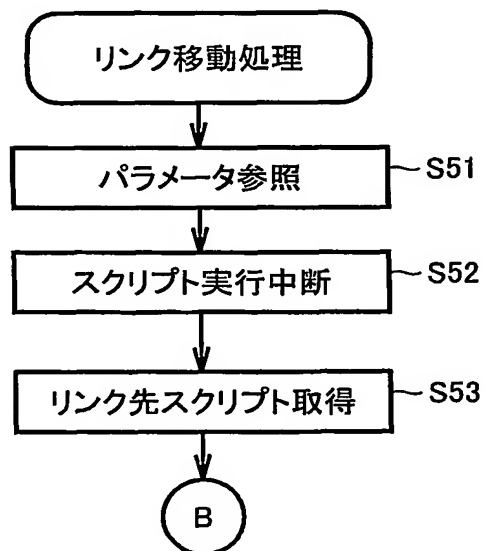 リンク移動処理
パラメータ参照
S51
スクリプト実行中断
S52
リンク先スクリプト取得
S53
B